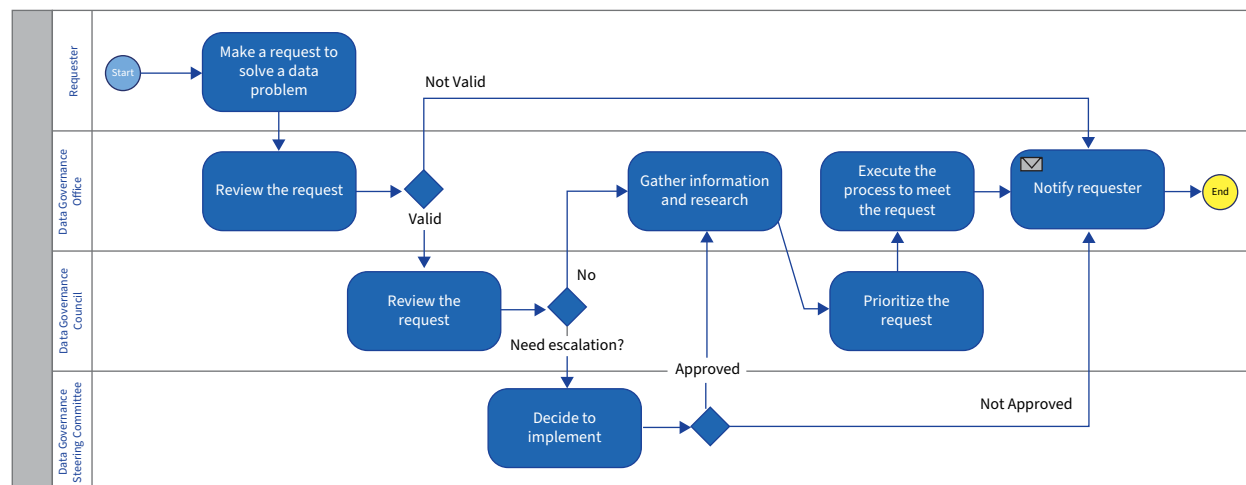 Requester
Start
Make a request to
solve a data
problem
Not Valid
Data Governance
Office
Review the request
Valid
Gather information
and research
Execute the
process to meet
the request
Notify requester
End
Data Governance
Council
Review the
request
No
Need escalation?
Prioritize the
request
Data Governance
Steering Committee
Decide to
implement
Approved
Not Approved